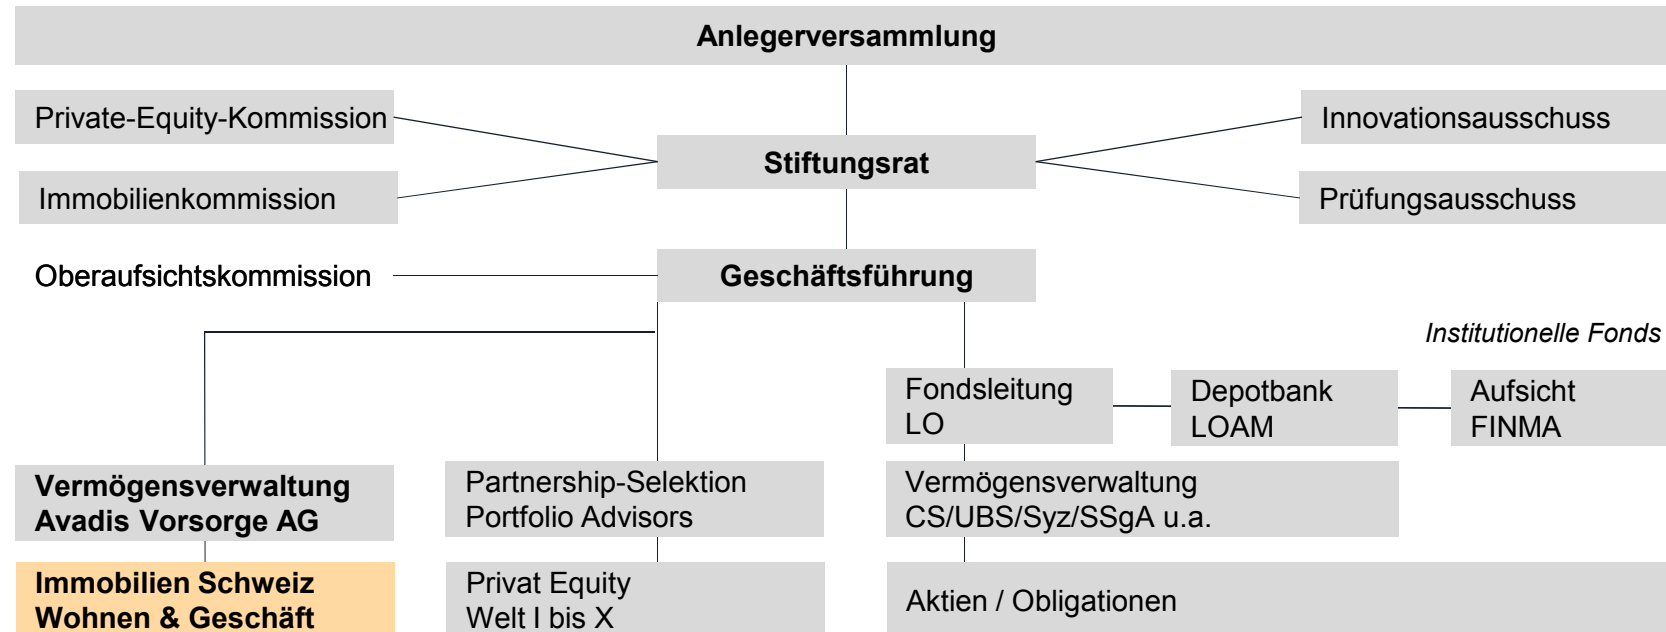 Anlegerversammlung
Private-Equity-Kommission
Innovationsausschuss
Stiftungsrat
Immobilienkommission
Prüfungsausschuss
Oberaufsichtskommission
Geschäftsführung
Institutionelle Fonds
Fondsleitung
LO
Depotbank
LOAM
Aufsicht
FINMA
Vermögensverwaltung
Avadis Vorsorge AG
Partnership-Selektion
Portfolio Advisors
Vermögensverwaltung
CS/UBS/Syz/SSgA u.a.
Immobilien Schweiz
Wohnen & Geschäft
Privat Equity
Welt I bis X
Aktien / Obligationen